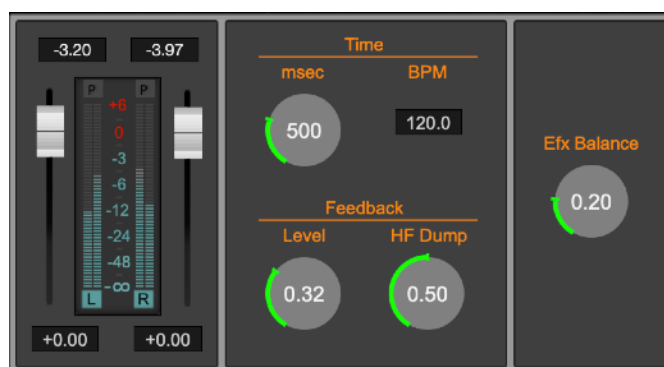 -3.20 -3.97
P P
+6
0
-3
-6
-12
-24
-48
-∞
L R
+0.00 +0.00
Time
msec BPM
500 120.0
Feedback
Level HF Dump
0.32 0.50
Efx Balance
0.20